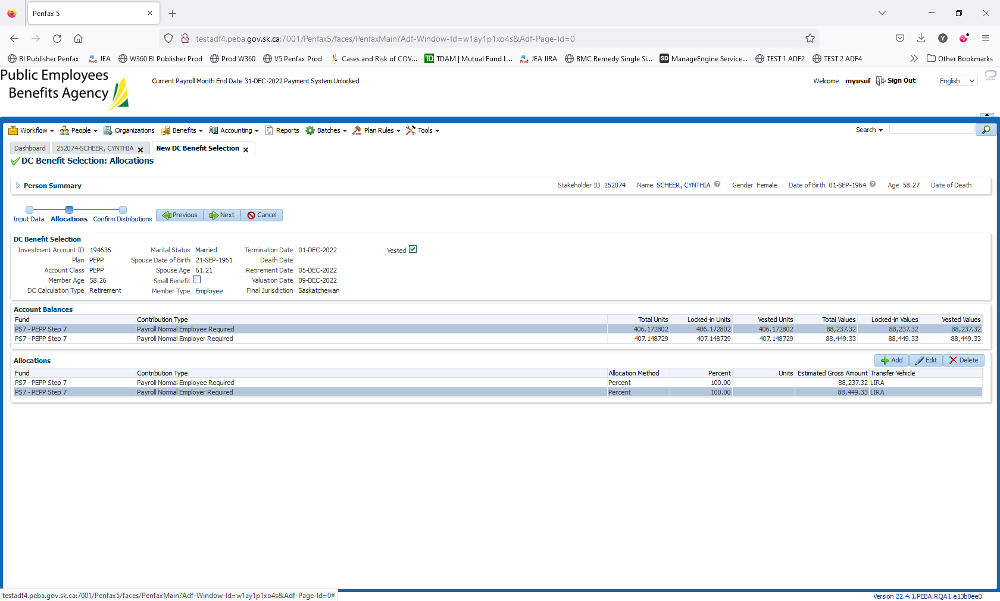 Penfax 5
testadf4.peba.gov.sk.ca:7001/Penfax5/faces/PenfaxMain?Adf-Window-Id=w1ay1p1xo4s&Adf-Page-Id=0
BI Publisher Penfax JEA W360 BI Publisher Prod Prod W360 V5 Penfax Prod Cases and Risk of COV... TDAM | Mutual Fund L... JEA JIRA BMC Remedy Single Si... ManageEngine Service... TEST 1 ADF2 TEST 2 ADF4 Other Bookmarks
Public Employees
Benefits Agency
Current Payroll Month End Date 31-DEC-2022 Payment System Unlocked
Welcome myusuf Sign Out English
Workflow People Organizations Benefits Accounting Reports Batches Plan Rules Tools Search
Dashboard 252074-SCHEER, CYNTHIA New DC Benefit Selection
DC Benefit Selection: Allocations
Person Summary Stakeholder ID 252074 Name SCHEER, CYNTHIA Gender Female Date of Birth 01-SEP-1964 Age 58.27 Date of Death
Input Data Allocations Confirm Distributions Previous Next Cancel
DC Benefit Selection
Investment Account ID 194636 Marital Status Married Termination Date 01-DEC-2022 Vested
Plan PEPP Spouse Date of Birth 21-SEP-1961 Death Date
Account Class PEPP Spouse Age 61.21 Retirement Date 05-DEC-2022
Member Age 58.26 Small Benefit Valuation Date 09-DEC-2022
DC Calculation Type Retirement Member Type Employee Final Jurisdiction Saskatchewan
Account Balances
Fund Contribution Type Total Units Locked-in Units Vested Units Total Values Locked-in Values Vested Values
PS7 - PEPP Step 7 Payroll Normal Employee Required 406.172802 406.172802 406.172802 88,237.32 88,237.32 88,237.32
PS7 - PEPP Step 7 Payroll Normal Employer Required 407.148729 407.148729 407.148729 88,449.33 88,449.33 88,449.33
Allocations Add Edit Delete
Fund Contribution Type Allocation Method Percent Units Estimated Gross Amount Transfer Vehicle
PS7 - PEPP Step 7 Payroll Normal Employee Required Percent 100.00 88,237.32 LIRA
PS7 - PEPP Step 7 Payroll Normal Employer Required Percent 100.00 88,449.33 LIRA
testadf4.peba.gov.sk.ca:7001/Penfax5/faces/PenfaxMain?Adf-Window-Id=w1ay1p1xo4s&Adf-Page-Id=0#
Version 22.4.1.PEBA.RQA1.e13b0ee0